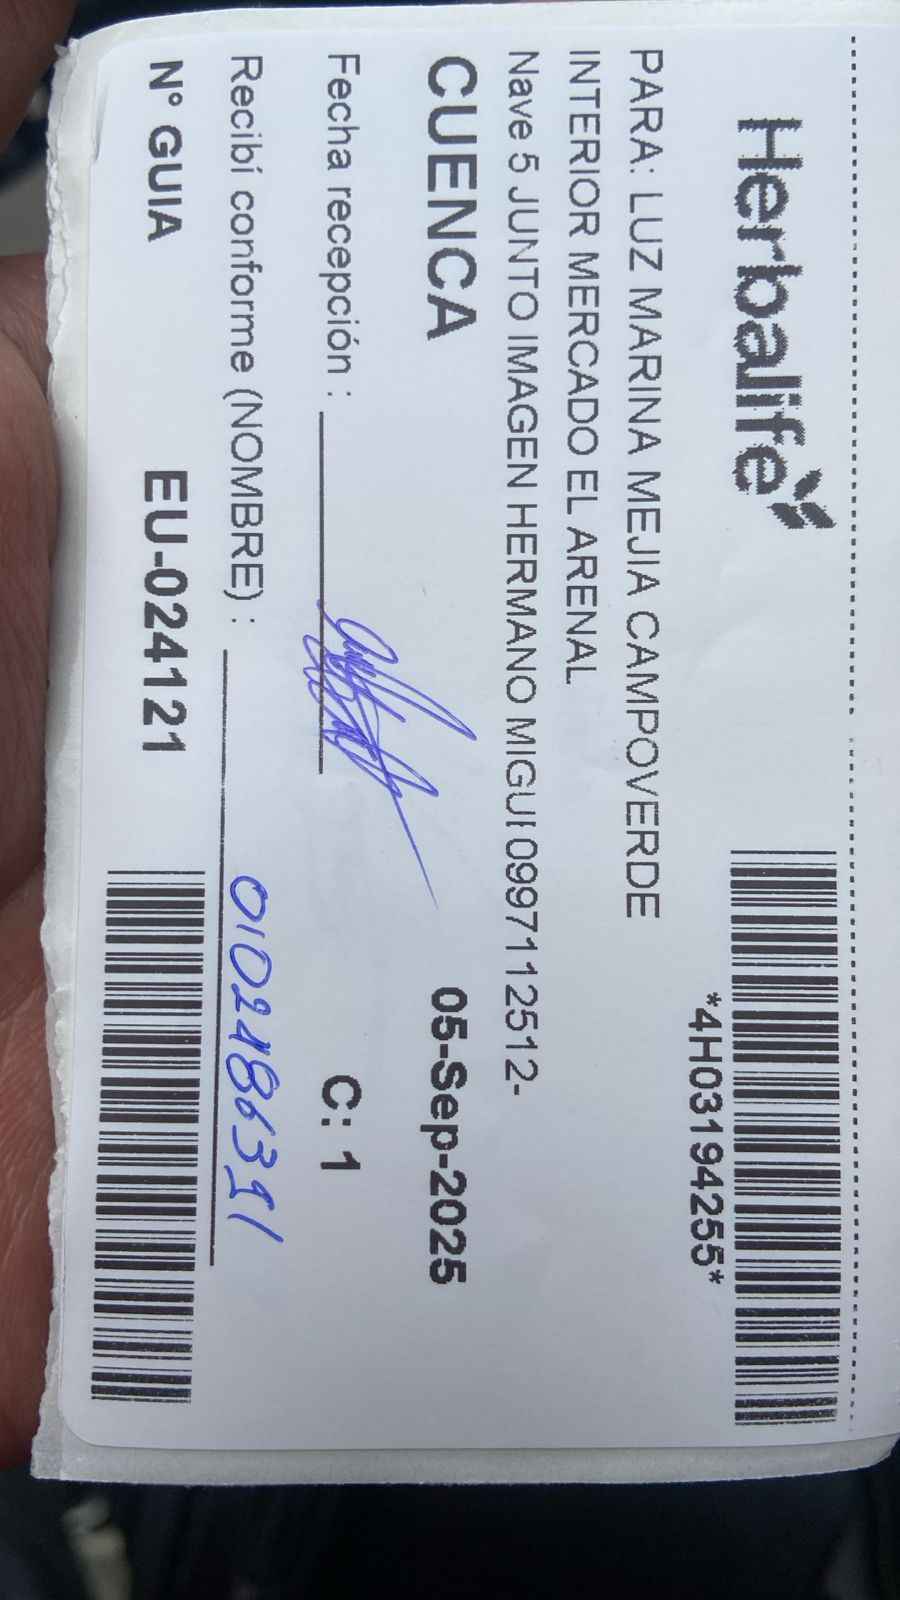 Herbalife
*4H03194255*
PARA: LUZ MARINA MEJIA CAMPOVERDE
INTERIOR MERCADO EL ARENAL
Nave 5 JUNTO IMAGEN HERMANO MIGUI 0997112512-
CUENCA 05-Sep-2025
Fecha recepción : C: 1
Recibí conforme (NOMBRE) : 0102486391
N° GUIA EU-024121